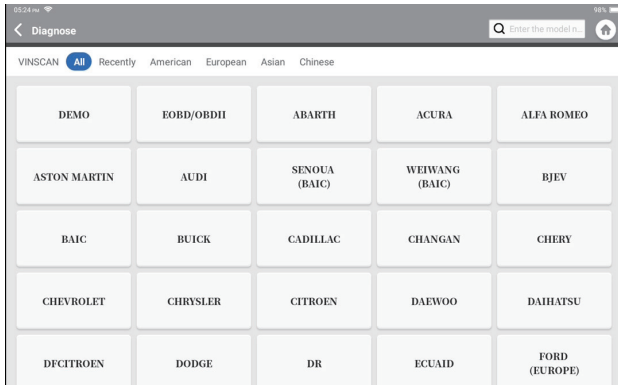 05:24 PM
98%
Diagnose
Enter the model n...
VINSCAN All Recently American European Asian Chinese
DEMO
EOBD/OBDII
ABARTH
ACURA
ALFA ROMEO
ASTON MARTIN
AUDI
SENOUA
(BAIC)
WEIWANG
(BAIC)
BJEV
BAIC
BUICK
CADILLAC
CHANGAN
CHERY
CHEVROLET
CHRYSLER
CITROEN
DAEWOO
DAIHATSU
DFCITROEN
DODGE
DR
ECUAID
FORD
(EUROPE)